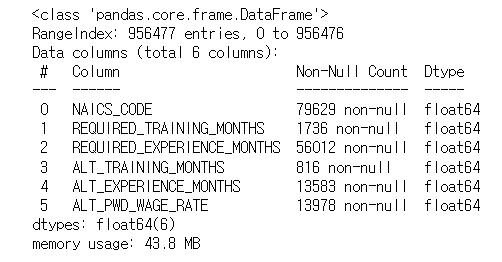 <class 'pandas.core.frame.DataFrame'>
RangeIndex: 956477 entries, 0 to 956476
Data columns (total 6 columns):
 #   Column                      Non-Null Count  Dtype
---  ------                      --------------  -----
 0   NAICS_CODE                  79629 non-null  float64
 1   REQUIRED_TRAINING_MONTHS    1736 non-null   float64
 2   REQUIRED_EXPERIENCE_MONTHS  56012 non-null  float64
 3   ALT_TRAINING_MONTHS         816 non-null    float64
 4   ALT_EXPERIENCE_MONTHS       13583 non-null  float64
 5   ALT_PWD_WAGE_RATE           13978 non-null  float64
dtypes: float64(6)
memory usage: 43.8 MB